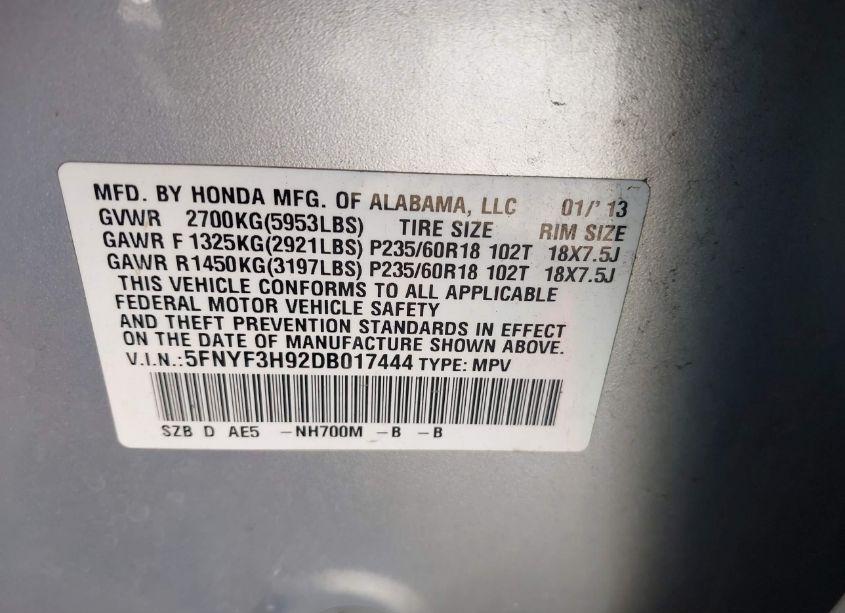 MFD. BY HONDA MFG. OF ALABAMA, LLC 01/'13
GVWR 2700KG(5953LBS) TIRE SIZE RIM SIZE
GAWR F 1325KG(2921LBS) P235/60R18 102T 18X7.5J
GAWR R1450KG(3197LBS) P235/60R18 102T 18X7.5J
THIS VEHICLE CONFORMS TO ALL APPLICABLE
FEDERAL MOTOR VEHICLE SAFETY
AND THEFT PREVENTION STANDARDS IN EFFECT
ON THE DATE OF MANUFACTURE SHOWN ABOVE.
V.I.N.:5FNYF3H92DB017444 TYPE: MPV
SZB D AE5 -NH700M -B -B